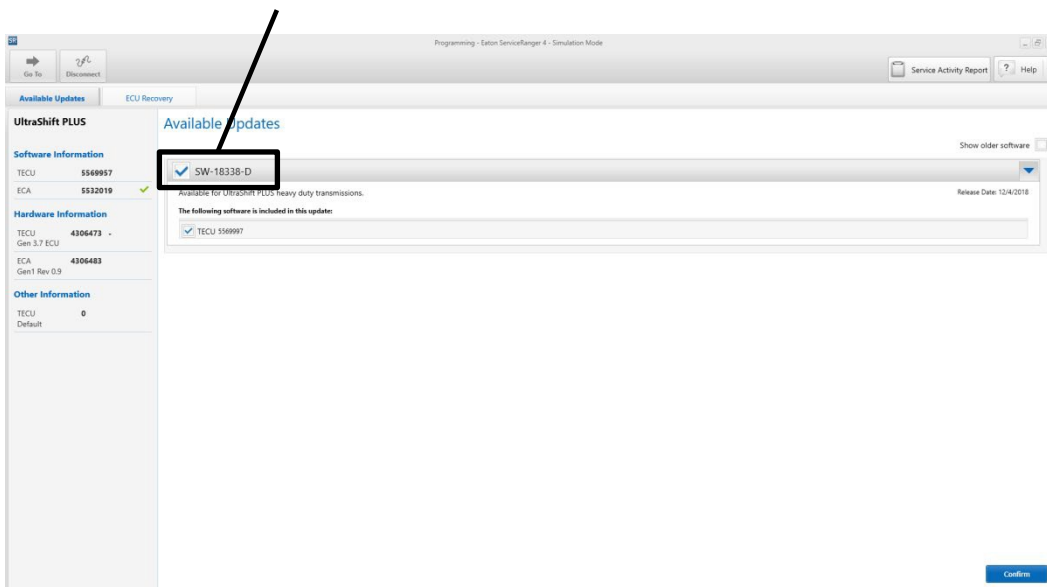 SR
Programming - Eaton ServiceRanger 4 - Simulation Mode
Go To
Disconnect
Service Activity Report
? Help
Available Updates
ECU Recovery
UltraShift PLUS
Available Updates
Show older software
Software Information
SW-18338-D
TECU 5569957
ECA 5532019
Available for UltraShift PLUS heavy duty transmissions.
Release Date: 12/4/2018
Hardware Information
The following software is included in this update:
TECU 4306473 -
Gen 3.7 ECU
TECU 5569997
ECA 4306483
Gen1 Rev 0.9
Other Information
TECU 0
Default
Confirm